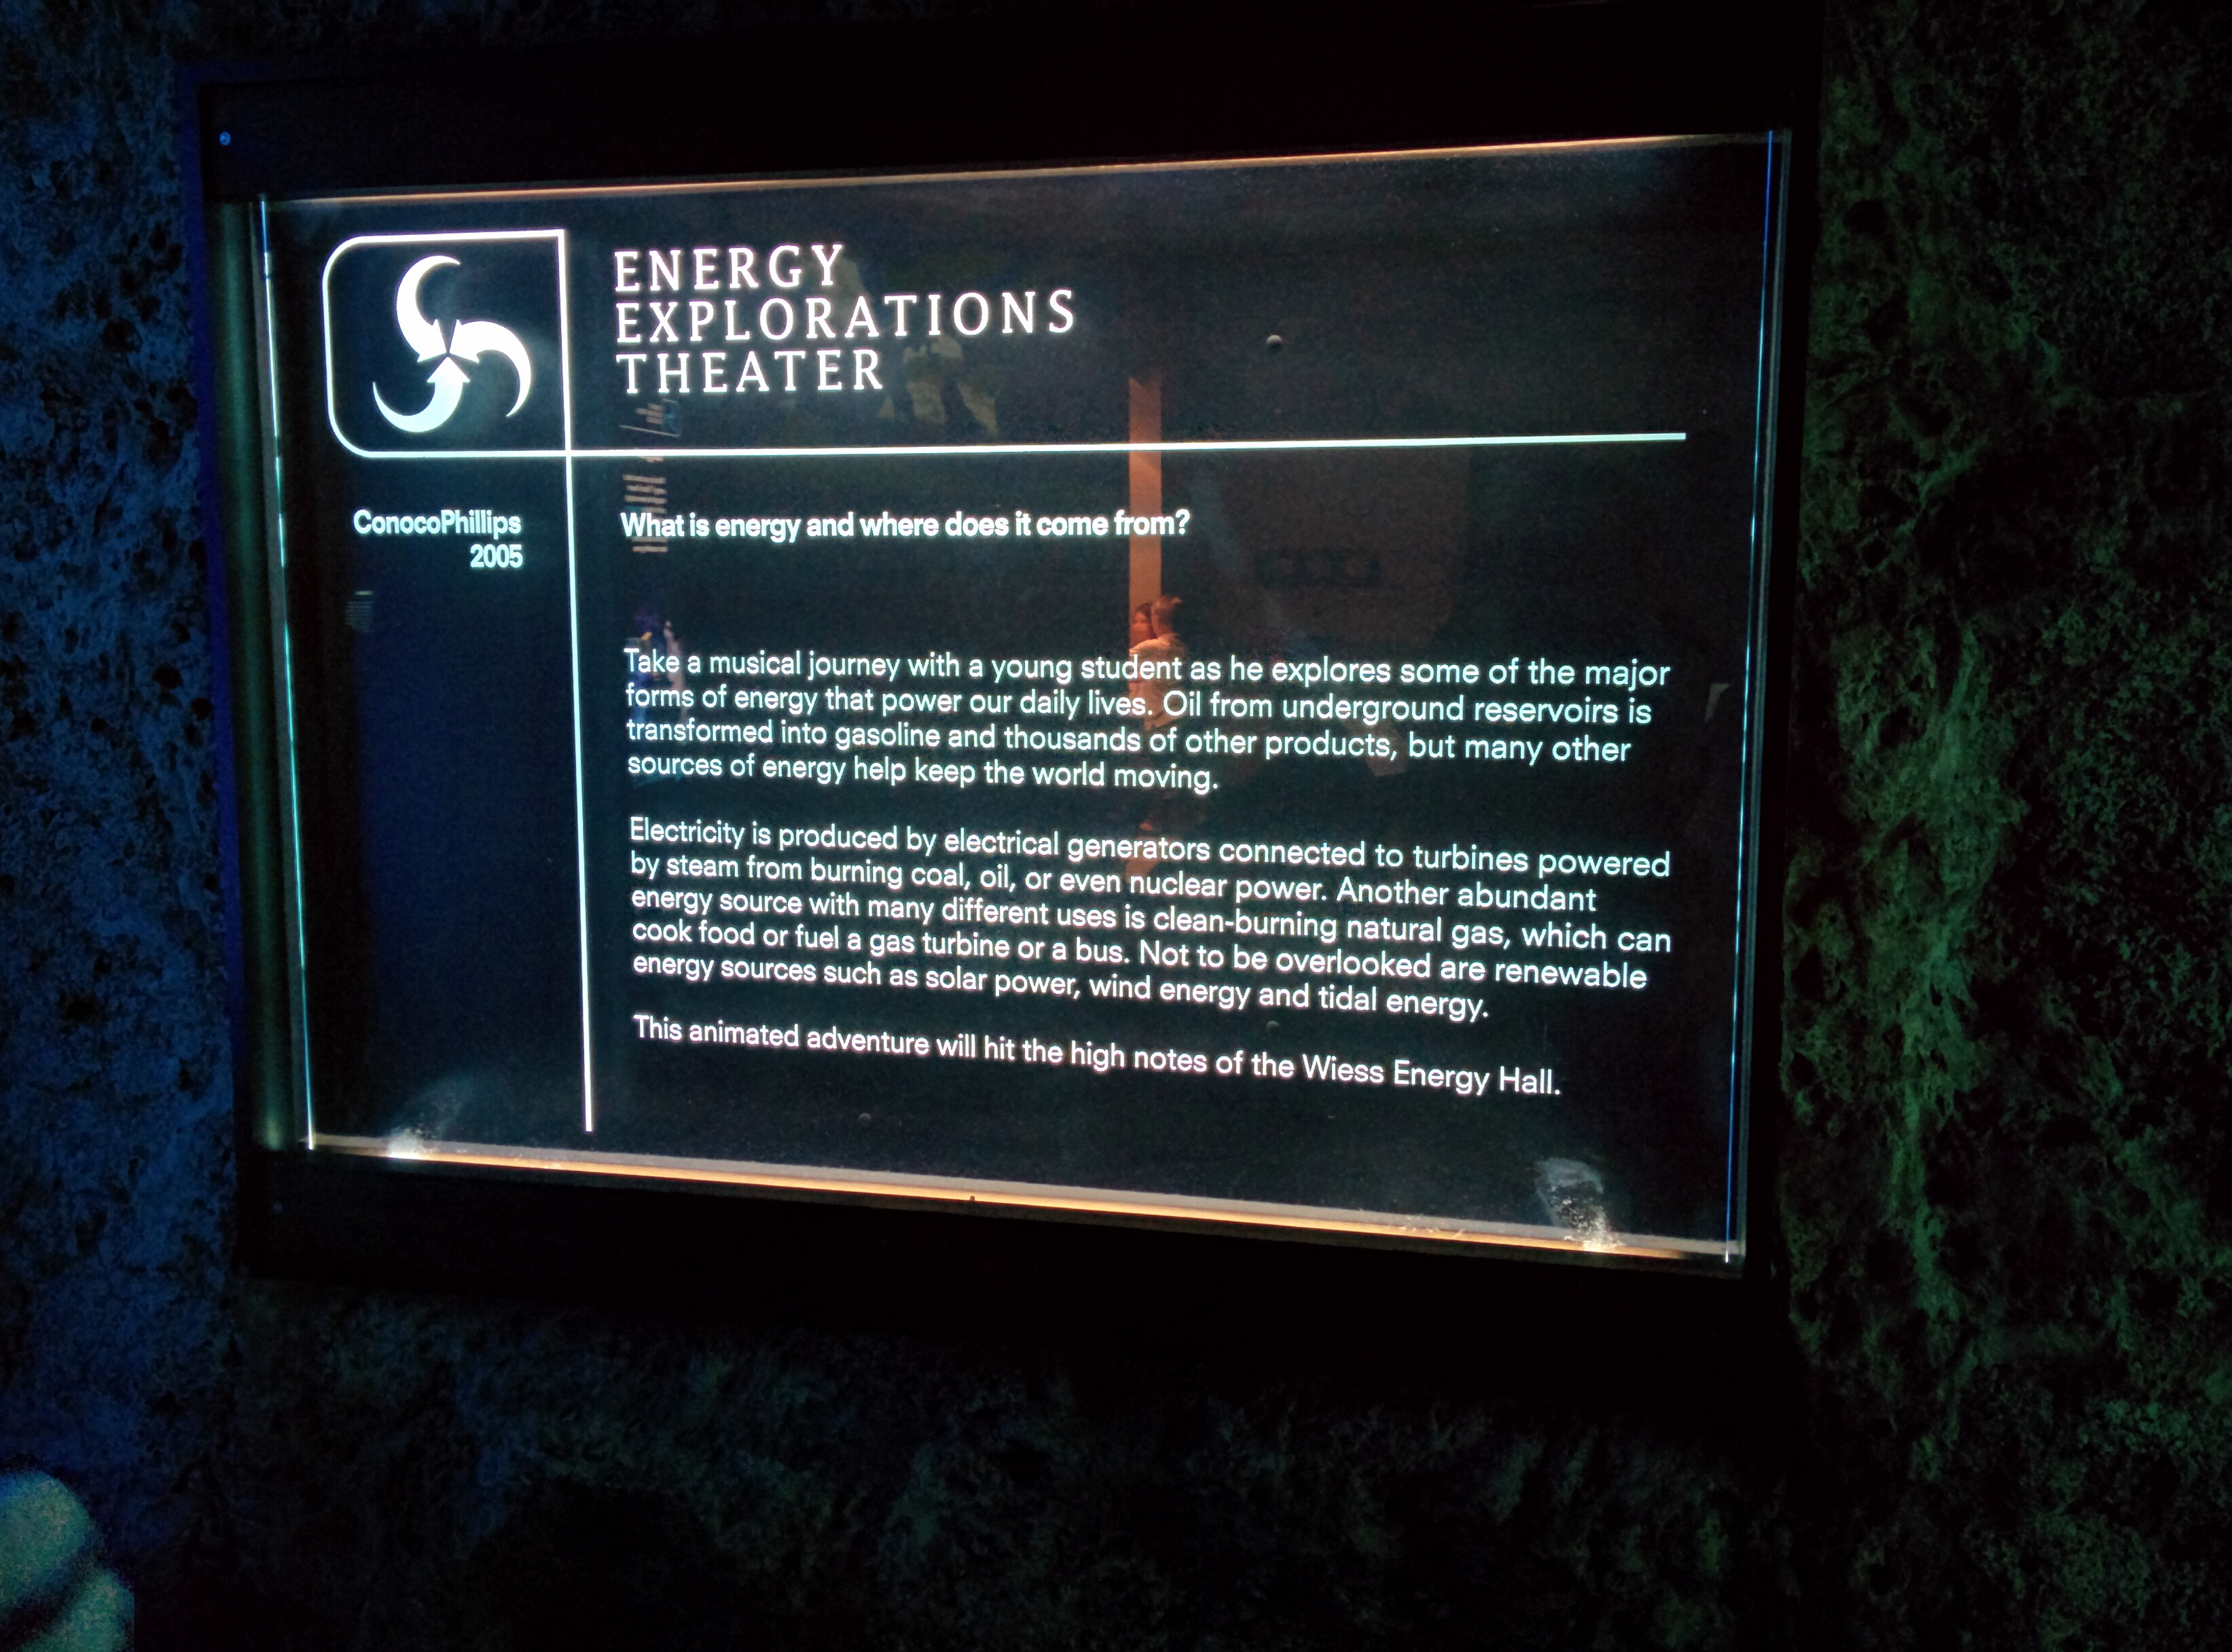 ENERGY
EXPLORATIONS
THEATER
ConocoPhillips
2005
What is energy and where does it come from?
Take a musical journey with a young student as he explores some of the major
forms of energy that power our daily lives. Oil from underground reservoirs is
transformed into gasoline and thousands of other products, but many other
sources of energy help keep the world moving.
Electricity is produced by electrical generators connected to turbines powered
by steam from burning coal, oil, or even nuclear power. Another abundant
energy source with many different uses is clean-burning natural gas, which can
cook food or fuel a gas turbine or a bus. Not to be overlooked are renewable
energy sources such as solar power, wind energy and tidal energy.
This animated adventure will hit the high notes of the Wiess Energy Hall.